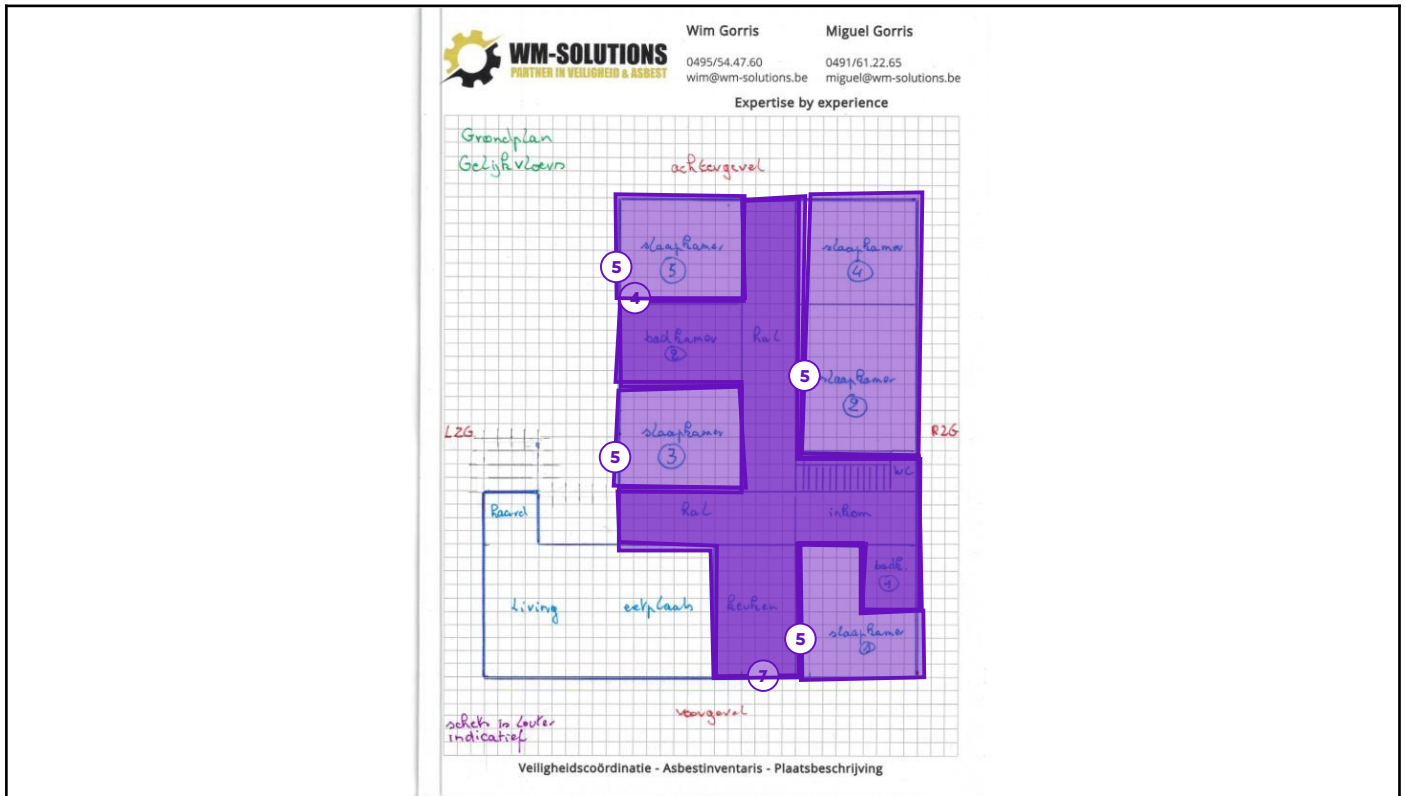 WM-SOLUTIONS
PARTNER IN VEILIGHEID & ASBEST
Wim Gorris
0495/54.47.60
wim@wm-solutions.be
Miguel Gorris
0491/61.22.65
miguel@wm-solutions.be
Expertise by experience
Grondplan
Gelijkvloers
achtergevel
slaapkamer
5
5
4
slaapkamer
4
badkamer
2
hal
5
slaapkamer
2
LZG
slaapkamer
3
5
RZG
WC
haard
hal
inkom
badk.
1
living
eetplaats
keuken
5
slaapkamer
7
voorgevel
schets is louter
indicatief
Veiligheidscoördinatie - Asbestinventaris - Plaatsbeschrijving